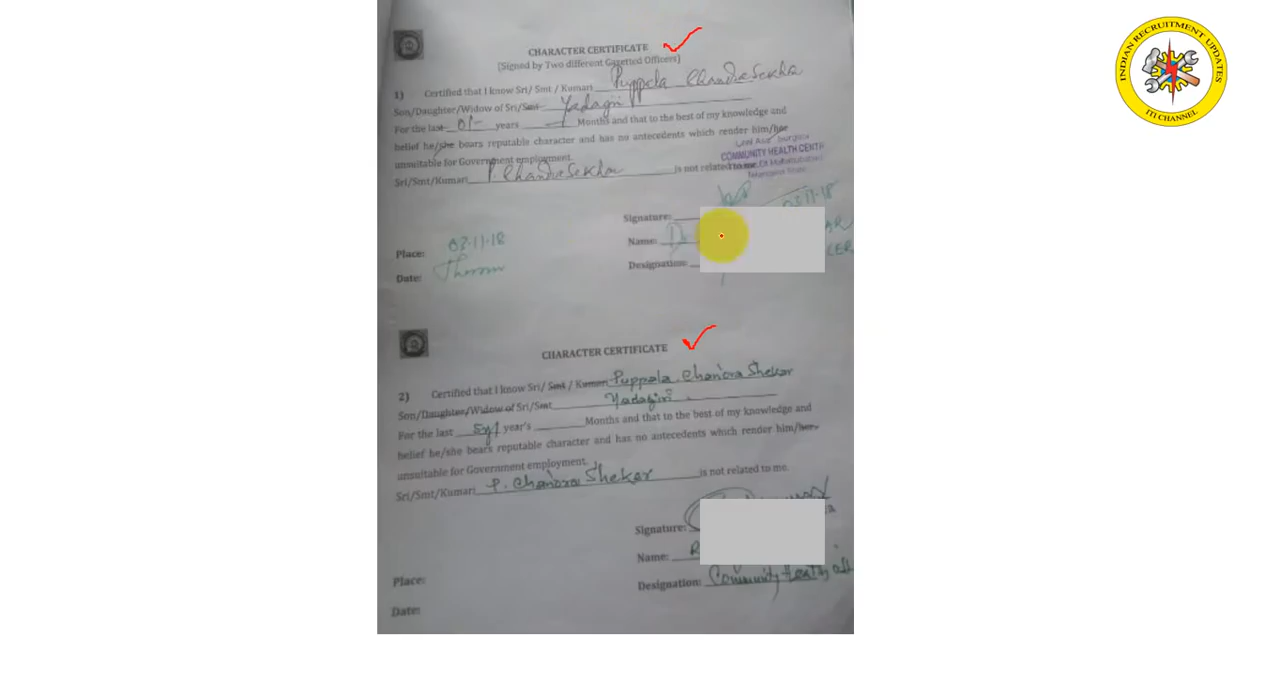 CHARACTER CERTIFICATE
[Signed by Two different Gazetted Officers]
1) Certified that I know Sri/ Smt / Kumari Puppala ChandraSekhar
Son/Daughter/Widow of Sri/Smt Yadagiri
For the last years Months and that to the best of my knowledge and
belief he/she bears reputable character and has no antecedents which render him/her
unsuitable for Government employment.
COMMUNITY HEALTH CENTR
Sri/Smt/Kumari P. ChandraSekhar is not related to me.
Signature:
Name: Dr
Designation:
Place: 02-11-18
Date:
CHARACTER CERTIFICATE
2) Certified that I know Sri/ Smt / Kumari Puppala Chandra Shekar
Son/Daughter/Widow of Sri/Smt Yadagiri
For the last year's Months and that to the best of my knowledge and
belief he/she bears reputable character and has no antecedents which render him/her
unsuitable for Government employment.
Sri/Smt/Kumari P. Chandra Shekar is not related to me.
Signature:
Name: R
Designation: Community Health
Place:
Date:
INDIAN RECRUITMENT UPDATES
ITI CHANNEL